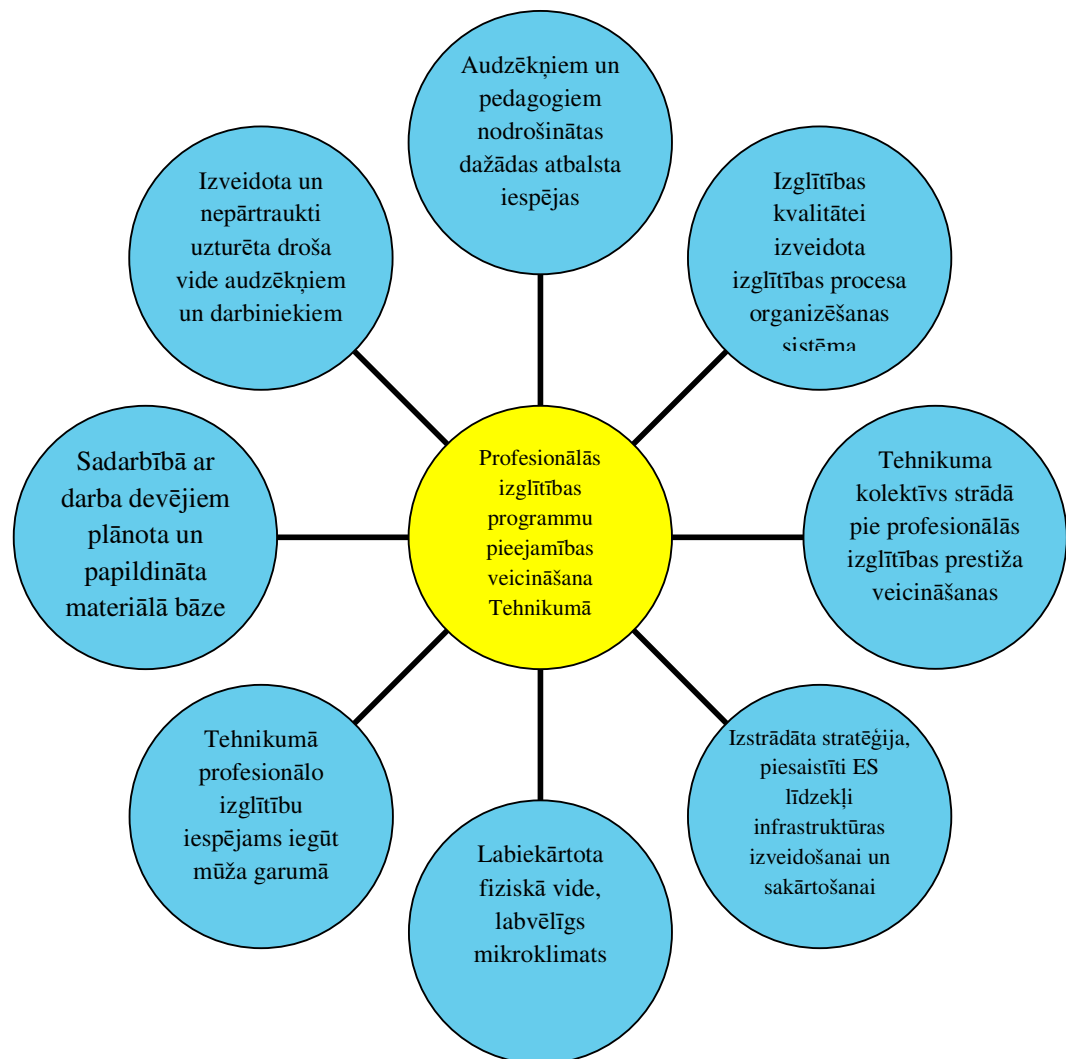 Audzēkņiem un
pedagogiem
nodrošinātas
dažādas atbalsta
iespējas
Izveidota un
nepārtraukti
uzturēta droša
vide audzēkņiem
un darbiniekiem
Izglītības
kvalitātei
izveidota
izglītības procesa
organizēšanas
sistēma
Sadarbībā ar
darba devējiem
plānota un
papildināta
materiālā bāze
Profesionālās
izglītības
programmu
pieejamības
veicināšana
Tehnikumā
Tehnikuma
kolektīvs strādā
pie profesionālās
izglītības prestiža
veicināšanas
Tehnikumā
profesionālo
izglītību
iespējams iegūt
mūža garumā
Labiekārtota
fiziskā vide,
labvēlīgs
mikroklimats
Izstrādāta stratēģija,
piesaistīti ES
līdzekļi
infrastruktūras
izveidošanai un
sakārtošanai